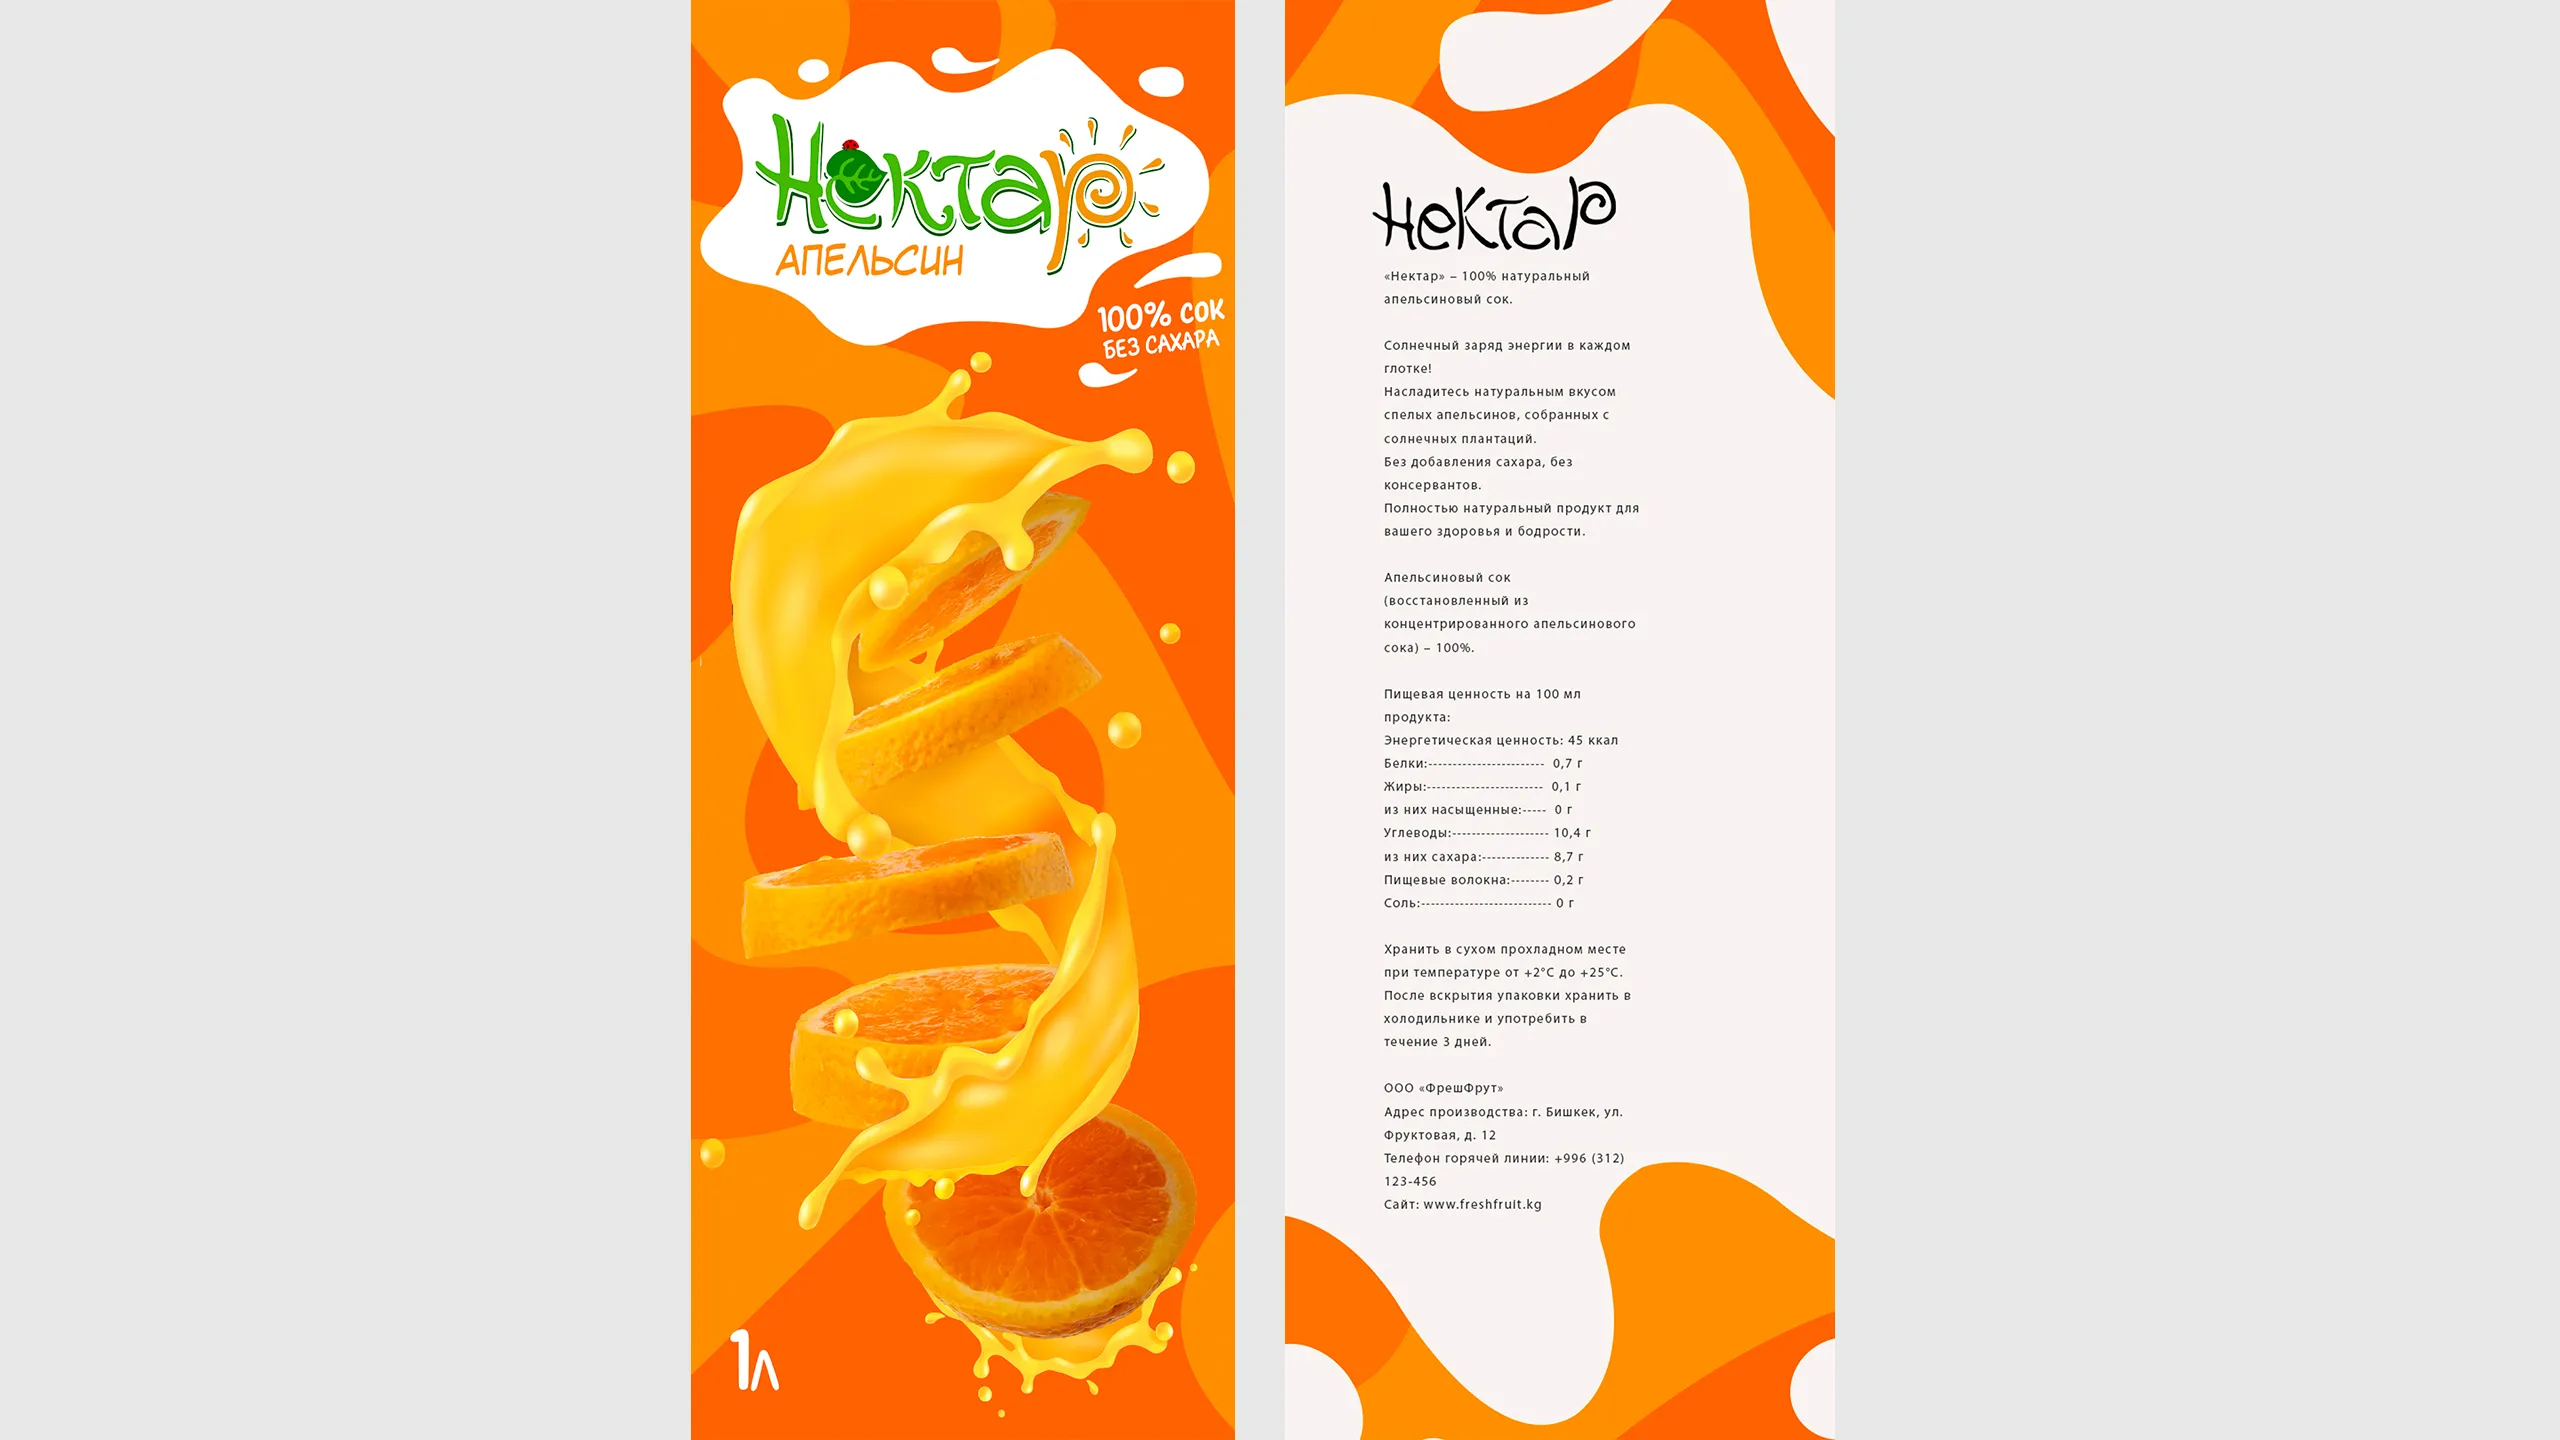 Нектар
АПЕЛЬСИН
100% СОК
БЕЗ САХАРА
1л
Нектар
«Нектар» – 100% натуральный
апельсиновый сок.
Солнечный заряд энергии в каждом
глотке!
Насладитесь натуральным вкусом
спелых апельсинов, собранных с
солнечных плантаций.
Без добавления сахара, без
консервантов.
Полностью натуральный продукт для
вашего здоровья и бодрости.
Апельсиновый сок
(восстановленный из
концентрированного апельсинового
сока) – 100%.
Пищевая ценность на 100 мл
продукта:
Энергетическая ценность: 45 ккал
Белки:------------------------ 0,7 г
Жиры:------------------------ 0,1 г
из них насыщенные:----- 0 г
Углеводы:-------------------- 10,4 г
из них сахара:-------------- 8,7 г
Пищевые волокна:-------- 0,2 г
Соль:--------------------------- 0 г
Хранить в сухом прохладном месте
при температуре от +2°C до +25°C.
После вскрытия упаковки хранить в
холодильнике и употребить в
течение 3 дней.
ООО «ФрешФрут»
Адрес производства: г. Бишкек, ул.
Фруктовая, д. 12
Телефон горячей линии: +996 (312)
123-456
Сайт: www.freshfruit.kg